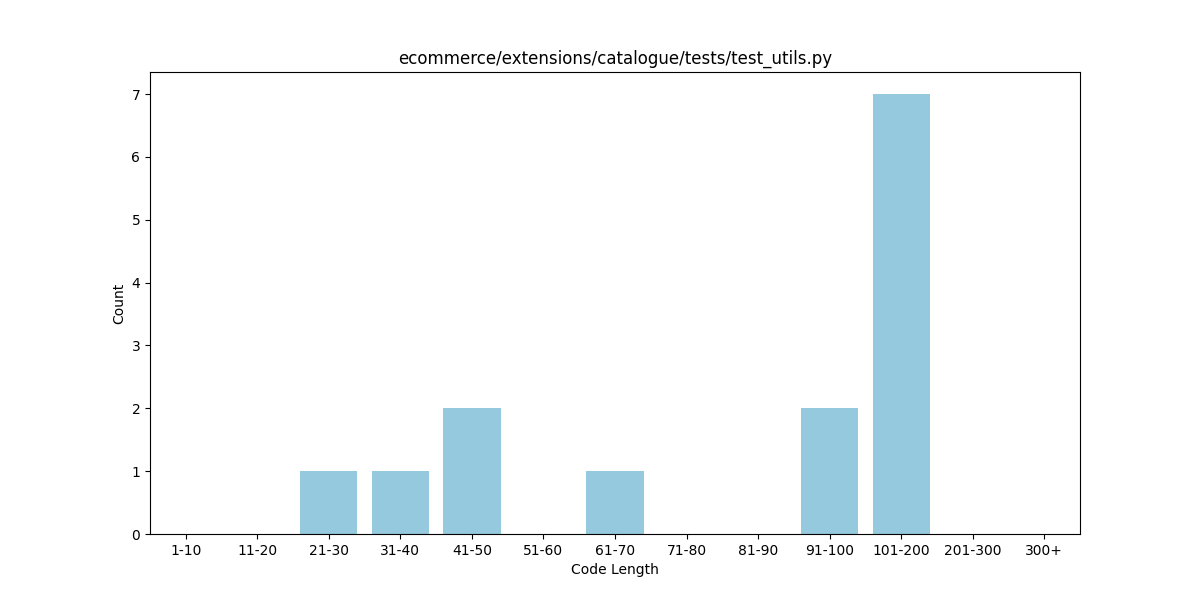 ecommerce/extensions/catalogue/tests/test_utils.py
7
6
5
4
3
2
1
0
Count
1-10 11-20 21-30 31-40 41-50 51-60 61-70 71-80 81-90 91-100 101-200 201-300 300+
Code Length